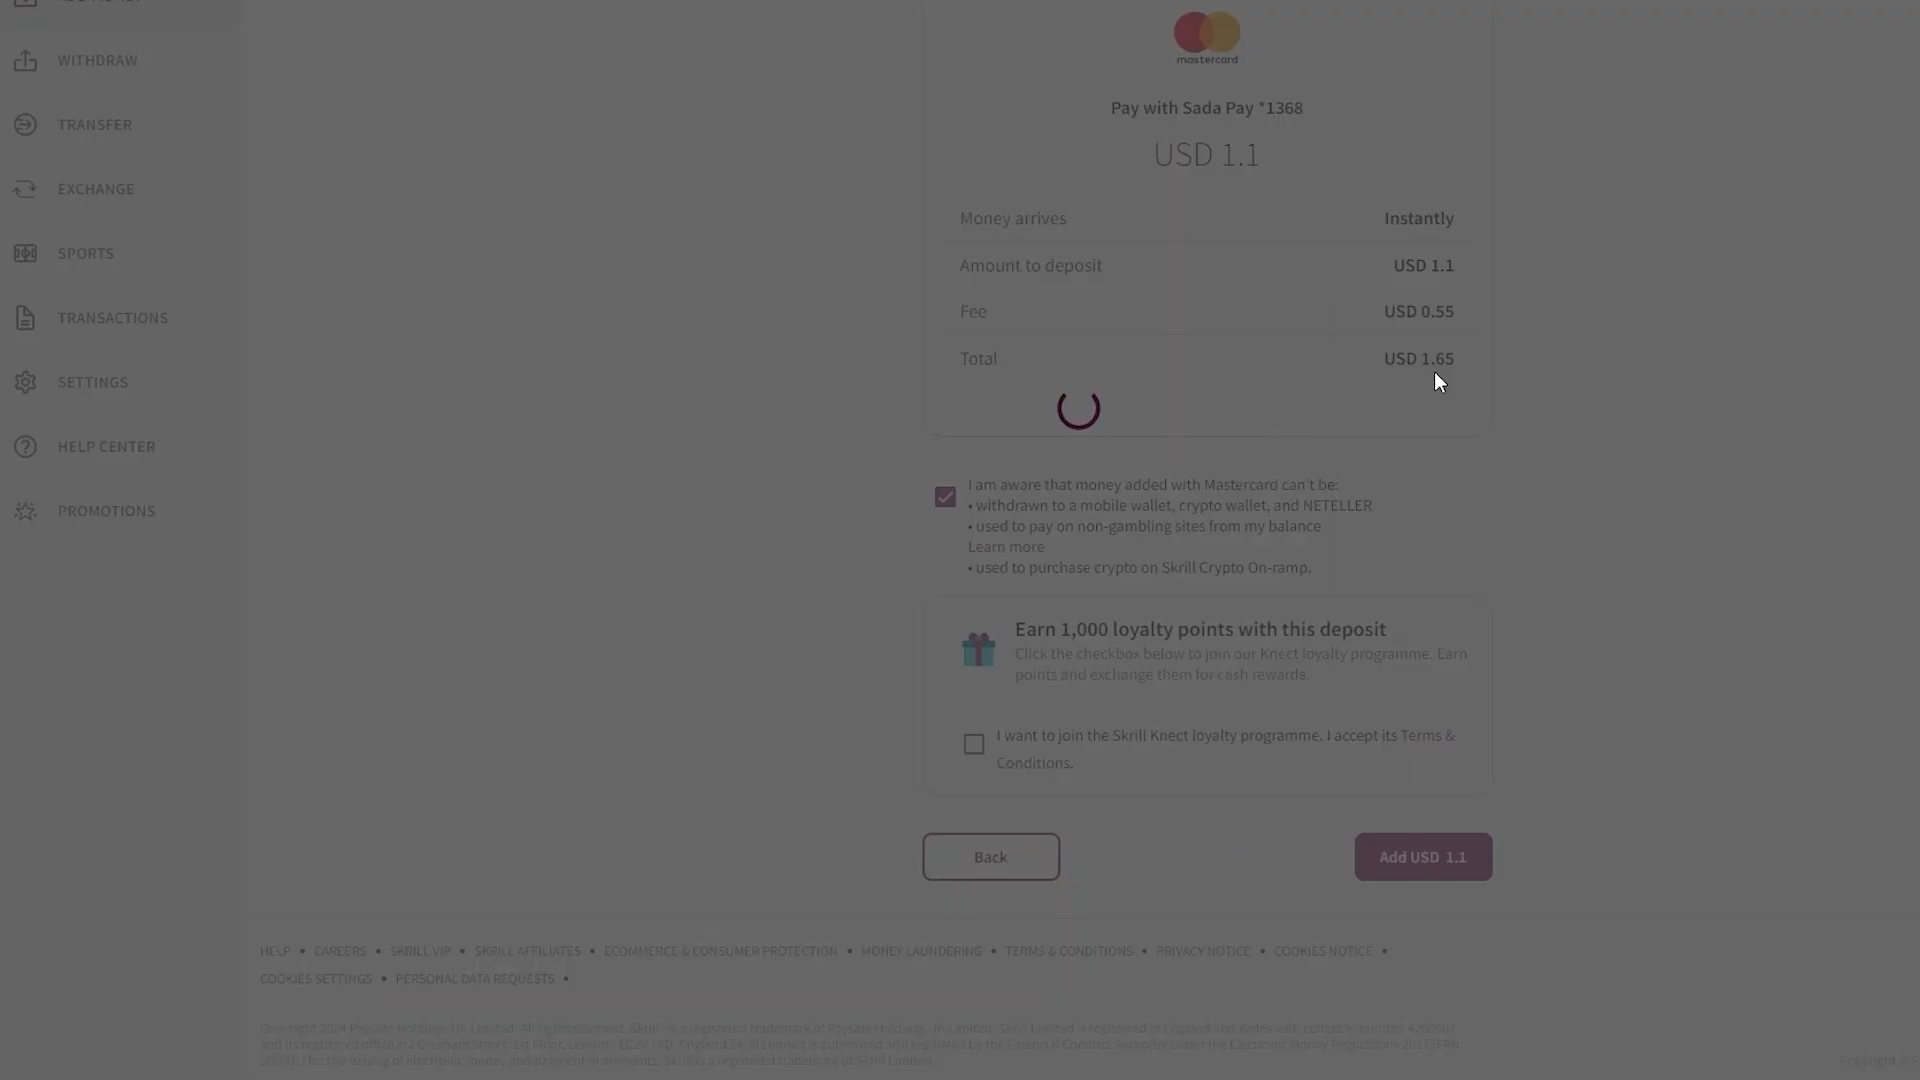 WITHDRAW
TRANSFER
EXCHANGE
SPORTS
TRANSACTIONS
SETTINGS
HELP CENTER
PROMOTIONS
mastercard
Pay with Sada Pay *1368
USD 1.1
Money arrives Instantly
Amount to deposit USD 1.1
Fee USD 0.55
Total USD 1.65
I am aware that money added with Mastercard can't be:
• withdrawn to a mobile wallet, crypto wallet, and NETELLER
• used to pay on non-gambling sites from my balance
Learn more
• used to purchase crypto on Skrill Crypto On-ramp.
Earn 1,000 loyalty points with this deposit
Click the checkbox below to join our Knect loyalty programme. Earn
points and exchange them for cash rewards.
I want to join the Skrill Knect loyalty programme. I accept its Terms &
Conditions.
Back
Add USD 1.1
HELP • CAREERS • SKRILL VIP • SKRILL AFFILIATES • ECOMMERCE & CONSUMER PROTECTION • MONEY LAUNDERING • TERMS & CONDITIONS • PRIVACY NOTICE • COOKIES NOTICE •
COOKIES SETTINGS • PERSONAL DATA REQUESTS •